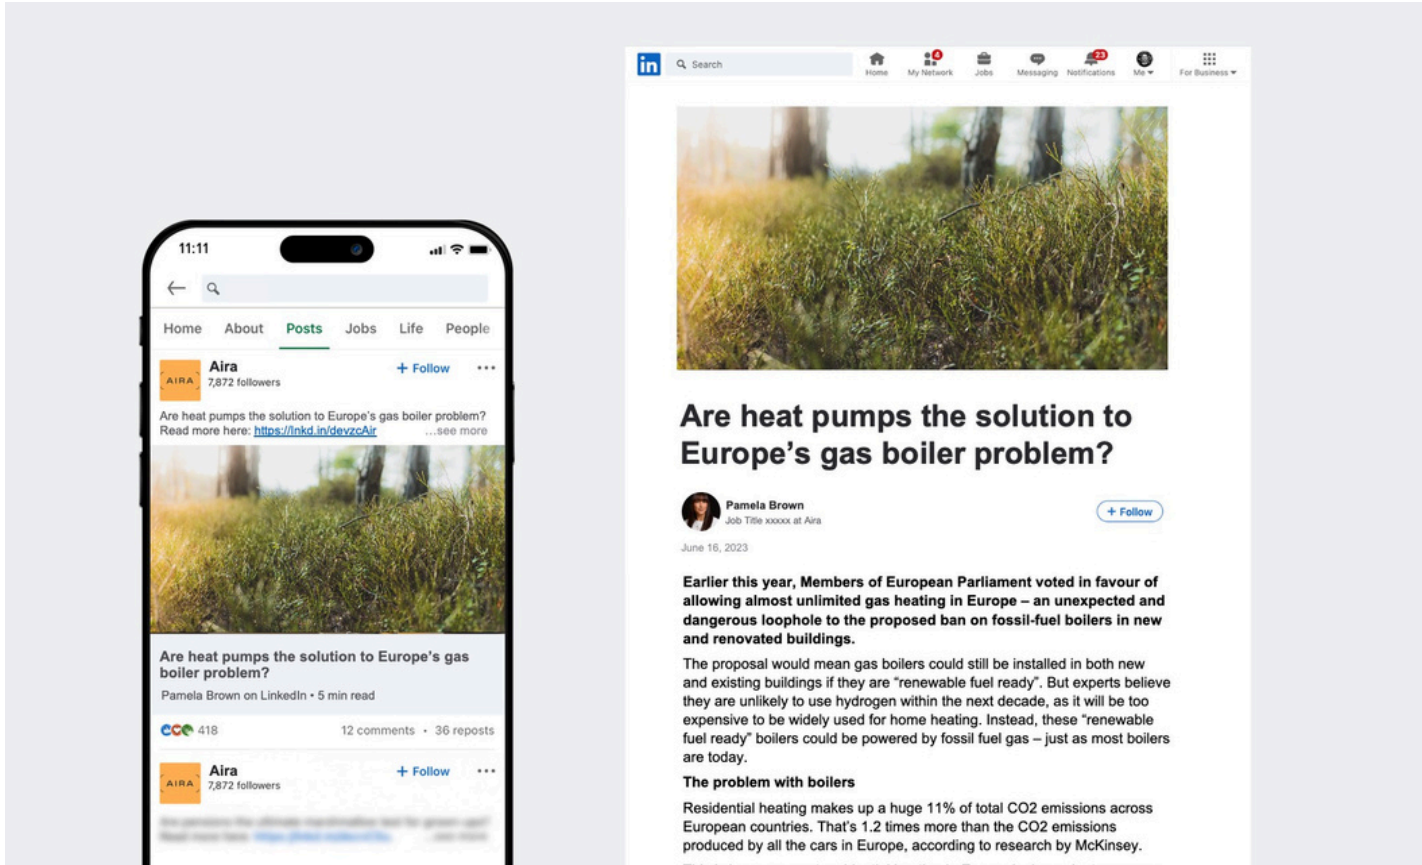 11:11
Home About Posts Jobs Life People
AIRA
Aira
7,872 followers
+ Follow
Are heat pumps the solution to Europe's gas boiler problem?
Read more here: https://lnkd.in/devzcAir ...see more
Are heat pumps the solution to Europe's gas
boiler problem?
Pamela Brown on LinkedIn • 5 min read
418 12 comments • 36 reposts
AIRA
Aira
7,872 followers
+ Follow
in
Search
Home
4
My Network
Jobs
Messaging
23
Notifications
Me
For Business
Are heat pumps the solution to
Europe's gas boiler problem?
Pamela Brown
Job Title xxxxx at Aira
+ Follow
June 16, 2023
Earlier this year, Members of European Parliament voted in favour of
allowing almost unlimited gas heating in Europe – an unexpected and
dangerous loophole to the proposed ban on fossil-fuel boilers in new
and renovated buildings.
The proposal would mean gas boilers could still be installed in both new
and existing buildings if they are “renewable fuel ready”. But experts believe
they are unlikely to use hydrogen within the next decade, as it will be too
expensive to be widely used for home heating. Instead, these “renewable
fuel ready” boilers could be powered by fossil fuel gas – just as most boilers
are today.
The problem with boilers
Residential heating makes up a huge 11% of total CO2 emissions across
European countries. That's 1.2 times more than the CO2 emissions
produced by all the cars in Europe, according to research by McKinsey.